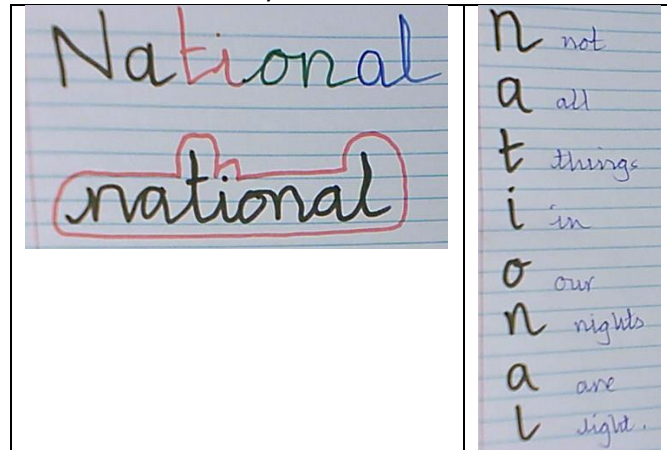 National
national
n not
a all
t things
i in
o our
n nights
a are
l light.